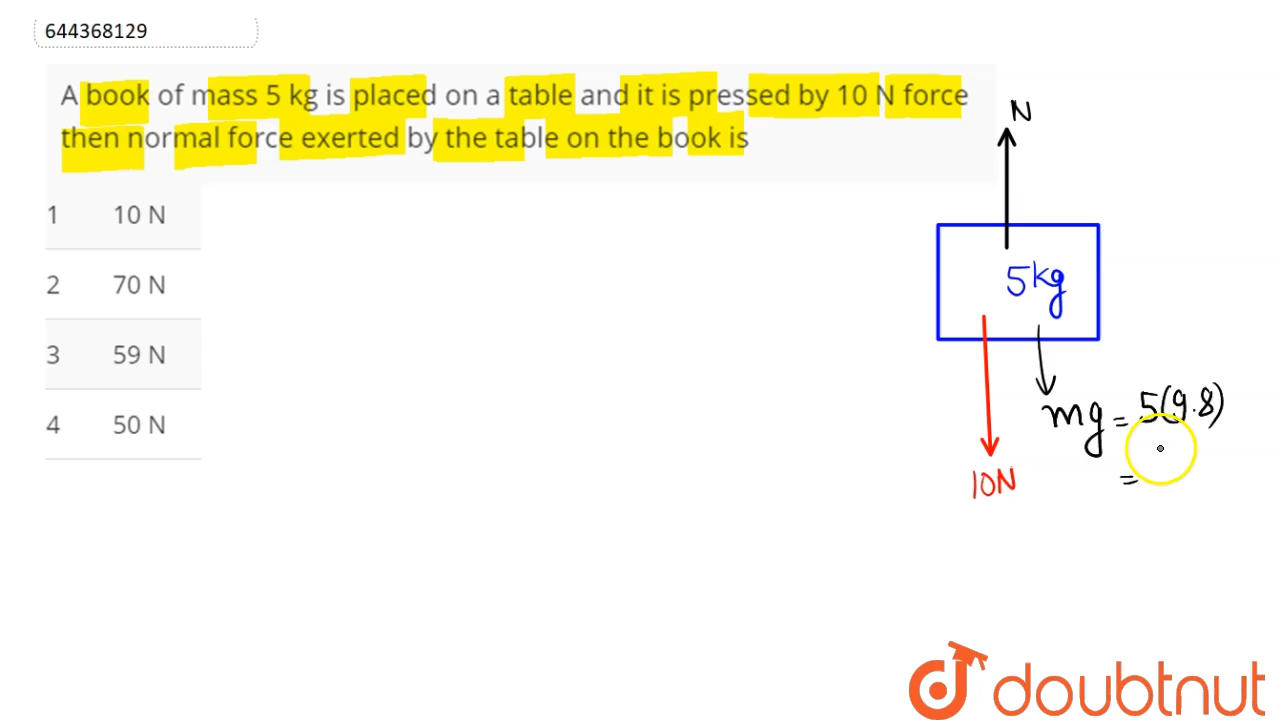 644368129
A book of mass 5 kg is placed on a table and it is pressed by 10 N force
then normal force exerted by the table on the book is
1 10 N
2 70 N
3 59 N
4 50 N
N
5kg
mg = 5(9.8)
=
10N
doubtnut